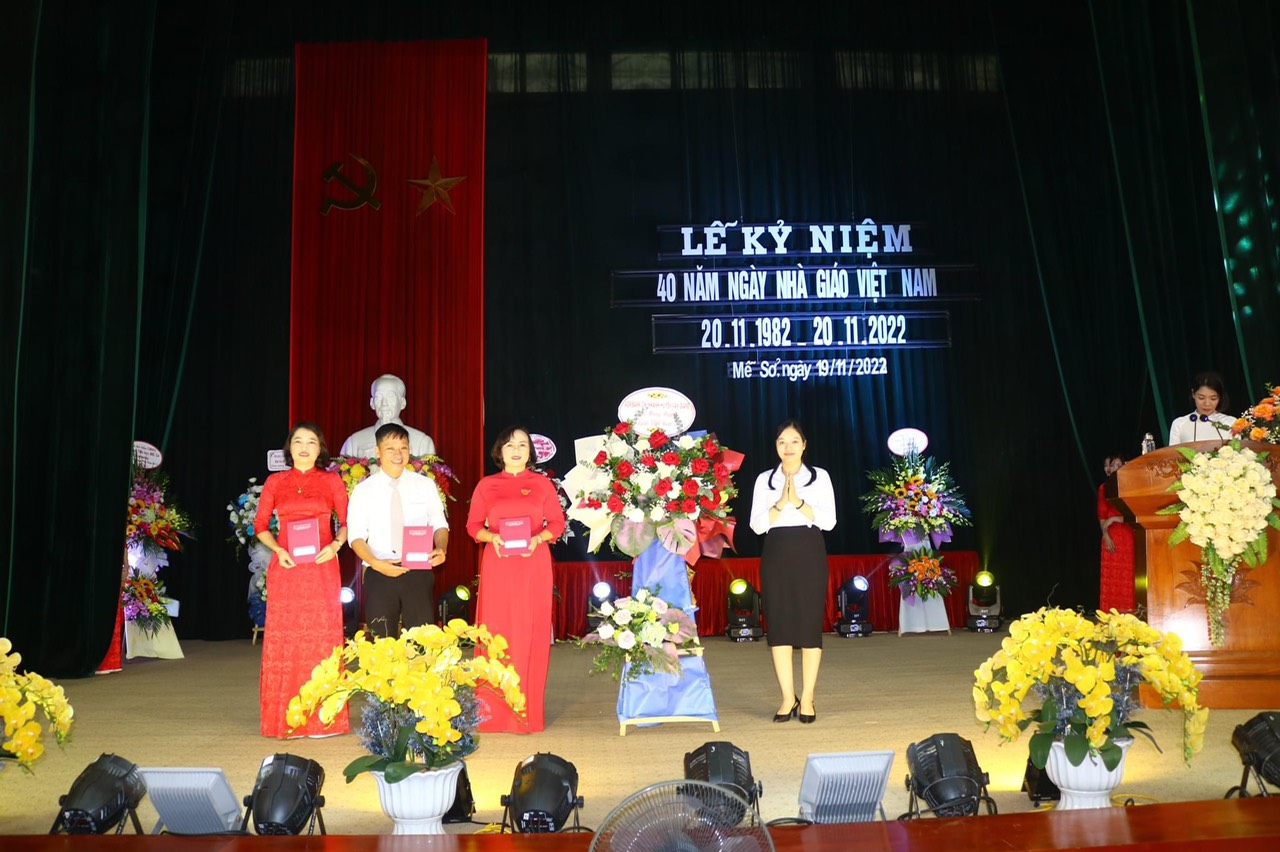 LỄ KỶ NIỆM
40 NĂM NGÀY NHÀ GIÁO VIỆT NAM
20.11.1982 - 20.11.2022
Mễ Sở, ngày 19/11/2022